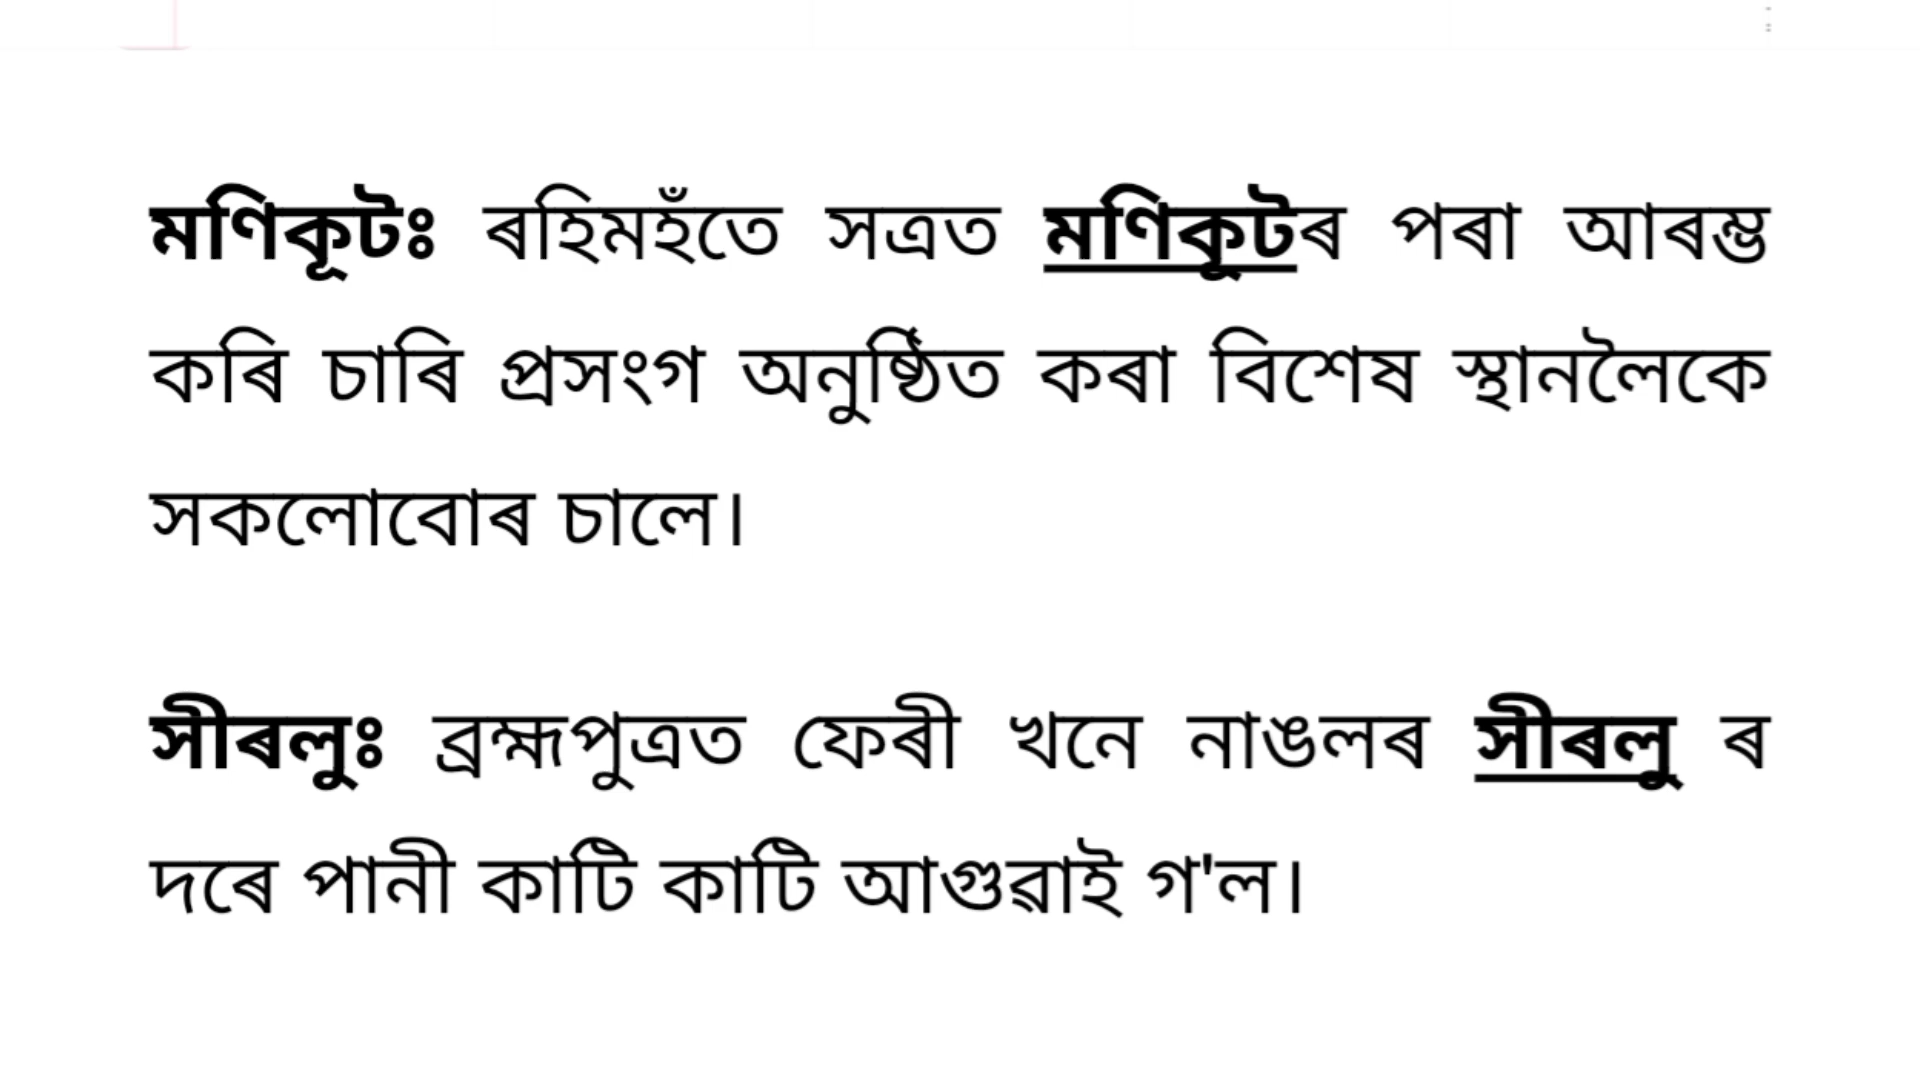 মণিকূটঃ ৰহিমহঁতে সত্ৰত মণিকুটৰ পৰা আৰম্ভ
কৰি চাৰি প্ৰসংগ অনুষ্ঠিত কৰা বিশেষ স্থানলৈকে
সকলোবোৰ চালে।
সীৰলুঃ ব্ৰহ্মপুত্ৰত ফেৰী খনে নাঙলৰ সীৰলু ৰ
দৰে পানী কাটি কাটি আগুৱাই গ'ল।